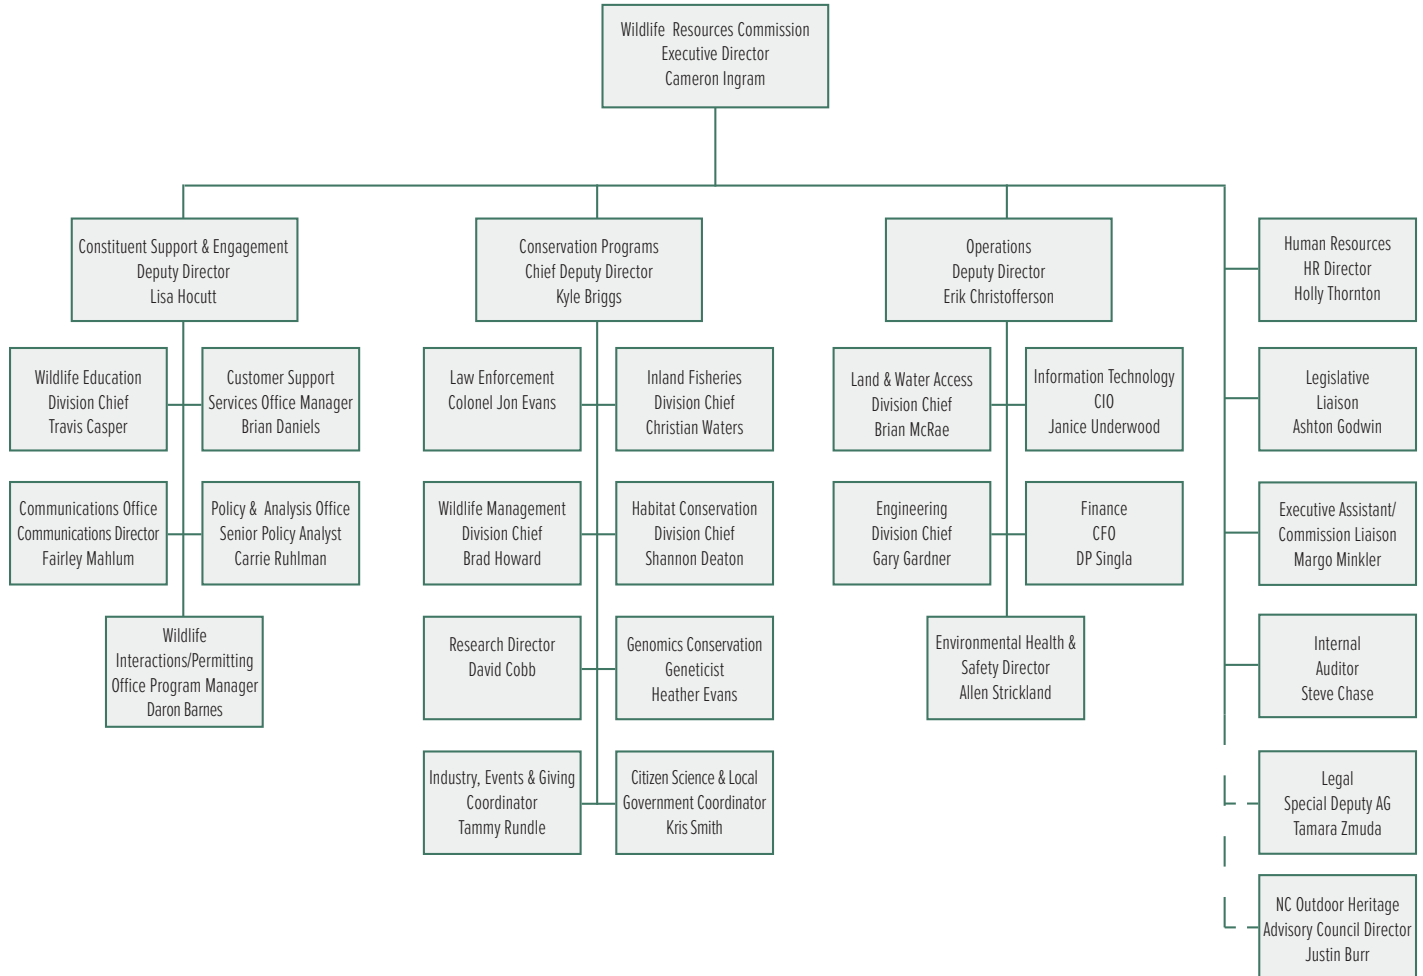 Wildlife Resources Commission
Executive Director
Cameron Ingram
Constituent Support & Engagement
Deputy Director
Lisa Hocutt
Conservation Programs
Chief Deputy Director
Kyle Briggs
Operations
Deputy Director
Erik Christofferson
Human Resources
HR Director
Holly Thornton
Wildlife Education
Division Chief
Travis Casper
Customer Support
Services Office Manager
Brian Daniels
Law Enforcement
Colonel Jon Evans
Inland Fisheries
Division Chief
Christian Waters
Land & Water Access
Division Chief
Brian McRae
Information Technology
CIO
Janice Underwood
Legislative
Liaison
Ashton Godwin
Communications Office
Communications Director
Fairley Mahlum
Policy & Analysis Office
Senior Policy Analyst
Carrie Ruhlman
Wildlife Management
Division Chief
Brad Howard
Habitat Conservation
Division Chief
Shannon Deaton
Engineering
Division Chief
Gary Gardner
Finance
CFO
DP Singla
Executive Assistant/
Commission Liaison
Margo Minkler
Wildlife
Interactions/Permitting
Office Program Manager
Daron Barnes
Research Director
David Cobb
Genomics Conservation
Geneticist
Heather Evans
Environmental Health &
Safety Director
Allen Strickland
Internal
Auditor
Steve Chase
Industry, Events & Giving
Coordinator
Tammy Rundle
Citizen Science & Local
Government Coordinator
Kris Smith
Legal
Special Deputy AG
Tamara Zmuda
NC Outdoor Heritage
Advisory Council Director
Justin Burr